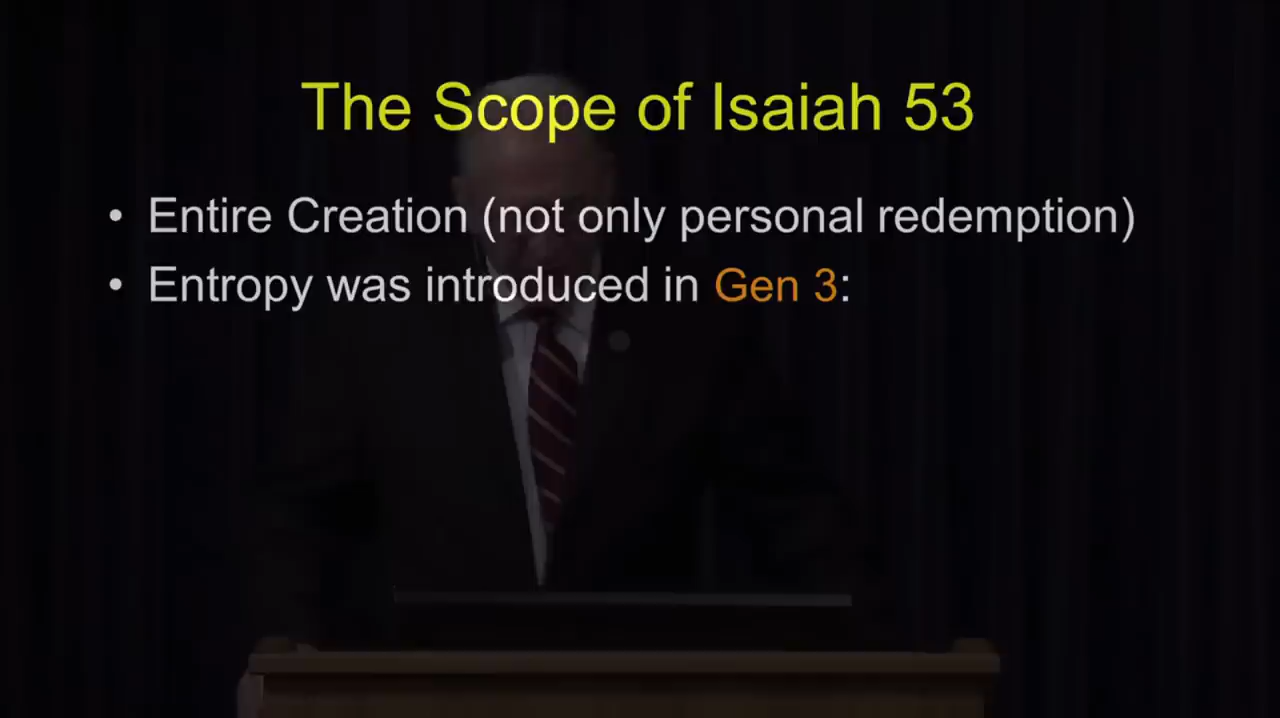 The Scope of Isaiah 53
• Entire Creation (not only personal redemption)
• Entropy was introduced in Gen 3: